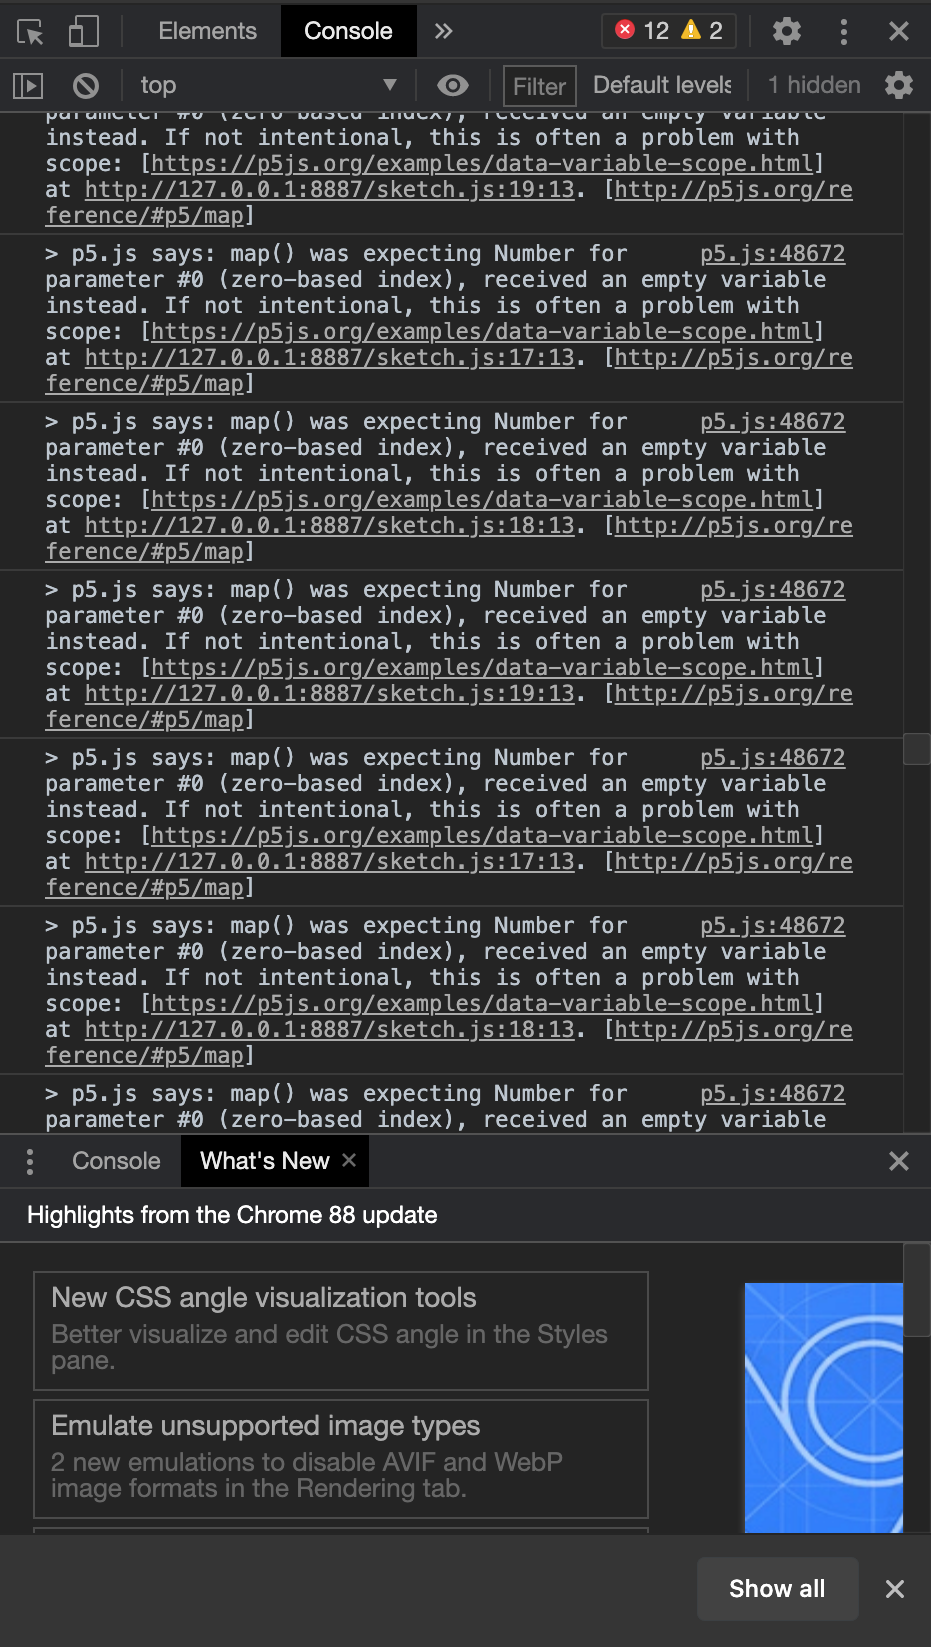 Elements Console 12 2
top Filter Default levels 1 hidden
parameter #0 (zero-based index), received an empty variable
instead. If not intentional, this is often a problem with
scope: [https://p5js.org/examples/data-variable-scope.html]
at http://127.0.0.1:8887/sketch.js:19:13. [http://p5js.org/re
ference/#p5/map]
> p5.js says: map() was expecting Number for p5.js:48672
parameter #0 (zero-based index), received an empty variable
instead. If not intentional, this is often a problem with
scope: [https://p5js.org/examples/data-variable-scope.html]
at http://127.0.0.1:8887/sketch.js:17:13. [http://p5js.org/re
ference/#p5/map]
> p5.js says: map() was expecting Number for p5.js:48672
parameter #0 (zero-based index), received an empty variable
instead. If not intentional, this is often a problem with
scope: [https://p5js.org/examples/data-variable-scope.html]
at http://127.0.0.1:8887/sketch.js:18:13. [http://p5js.org/re
ference/#p5/map]
> p5.js says: map() was expecting Number for p5.js:48672
parameter #0 (zero-based index), received an empty variable
instead. If not intentional, this is often a problem with
scope: [https://p5js.org/examples/data-variable-scope.html]
at http://127.0.0.1:8887/sketch.js:19:13. [http://p5js.org/re
ference/#p5/map]
> p5.js says: map() was expecting Number for p5.js:48672
parameter #0 (zero-based index), received an empty variable
instead. If not intentional, this is often a problem with
scope: [https://p5js.org/examples/data-variable-scope.html]
at http://127.0.0.1:8887/sketch.js:17:13. [http://p5js.org/re
ference/#p5/map]
> p5.js says: map() was expecting Number for p5.js:48672
parameter #0 (zero-based index), received an empty variable
instead. If not intentional, this is often a problem with
scope: [https://p5js.org/examples/data-variable-scope.html]
at http://127.0.0.1:8887/sketch.js:18:13. [http://p5js.org/re
ference/#p5/map]
> p5.js says: map() was expecting Number for p5.js:48672
parameter #0 (zero-based index), received an empty variable
Console What's New
Highlights from the Chrome 88 update
New CSS angle visualization tools
Better visualize and edit CSS angle in the Styles
pane.
Emulate unsupported image types
2 new emulations to disable AVIF and WebP
image formats in the Rendering tab.
Show all